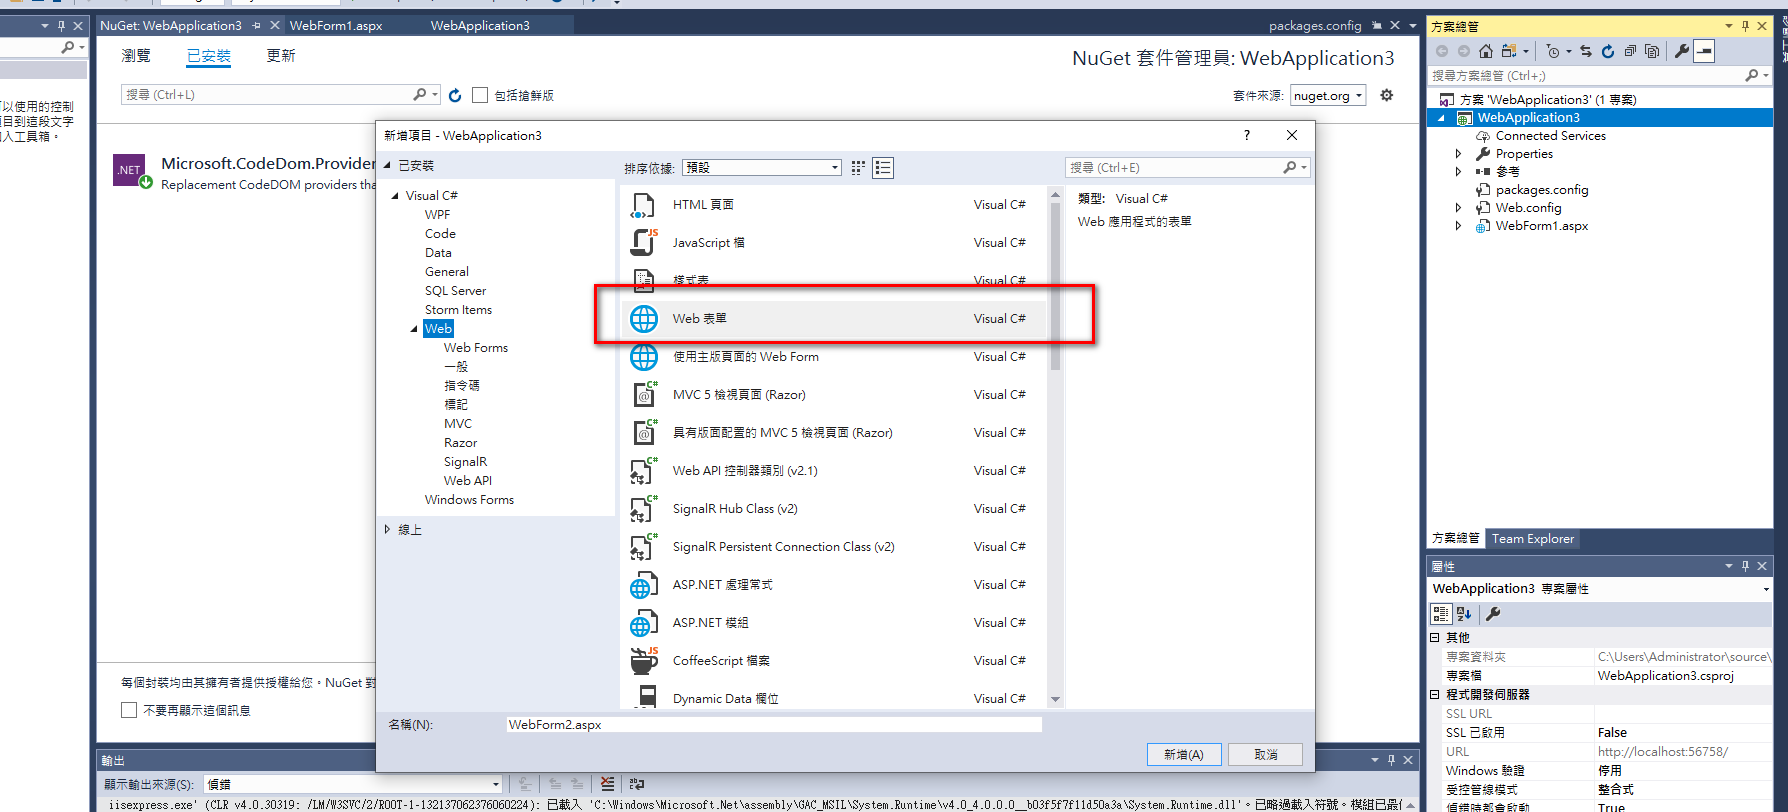 NuGet: WebApplication3
WebForm1.aspx
WebApplication3
packages.config
瀏覽
已安裝
更新
NuGet 套件管理員: WebApplication3
搜尋 (Ctrl+L)
包括搶鮮版
套件來源:
nuget.org
以使用的控制
項目到這段文字
入工具箱。
.NET
Microsoft.CodeDom.Provider
Replacement CodeDOM providers tha
每個封裝均由其擁有者提供授權給您。NuGet 對
不要再顯示這個訊息
新增項目 - WebApplication3
?
已安裝
排序依據:
預設
搜尋 (Ctrl+E)
Visual C#
WPF
Code
Data
General
SQL Server
Storm Items
Web
Web Forms
一般
指令碼
標記
MVC
Razor
SignalR
Web API
Windows Forms
線上
HTML 頁面 Visual C#
JavaScript 檔 Visual C#
樣式表 Visual C#
Web 表單 Visual C#
使用主版頁面的 Web Form Visual C#
MVC 5 檢視頁面 (Razor) Visual C#
具有版面配置的 MVC 5 檢視頁面 (Razor) Visual C#
Web API 控制器類別 (v2.1) Visual C#
SignalR Hub Class (v2) Visual C#
SignalR Persistent Connection Class (v2) Visual C#
ASP.NET 處理常式 Visual C#
ASP.NET 模組 Visual C#
CoffeeScript 檔案 Visual C#
Dynamic Data 欄位 Visual C#
類型: Visual C#
Web 應用程式的表單
名稱(N):
WebForm2.aspx
新增(A)
取消
輸出
顯示輸出來源(S):
偵錯
iisexpress.exe' (CLR v4.0.30319: /LM/W3SVC/2/ROOT-1-132137062376060224): 已載入 'C:\Windows\Microsoft.Net\assembly\GAC_MSIL\System.Runtime\v4.0_4.0.0.0__b03f5f7f11d50a3a\System.Runtime.dll'。已略過載入符號。模組已最
方案總管
搜尋方案總管 (Ctrl+;)
方案 'WebApplication3' (1 專案)
WebApplication3
Connected Services
Properties
參考
packages.config
Web.config
WebForm1.aspx
方案總管
Team Explorer
屬性
WebApplication3 專案屬性
其他
專案資料夾 C:\Users\Administrator\source\
專案檔 WebApplication3.csproj
程式開發伺服器
SSL URL
SSL 已啟用 False
URL http://localhost:56758/
Windows 驗證 停用
受控管線模式 整合式
偵錯時都會啟動 True